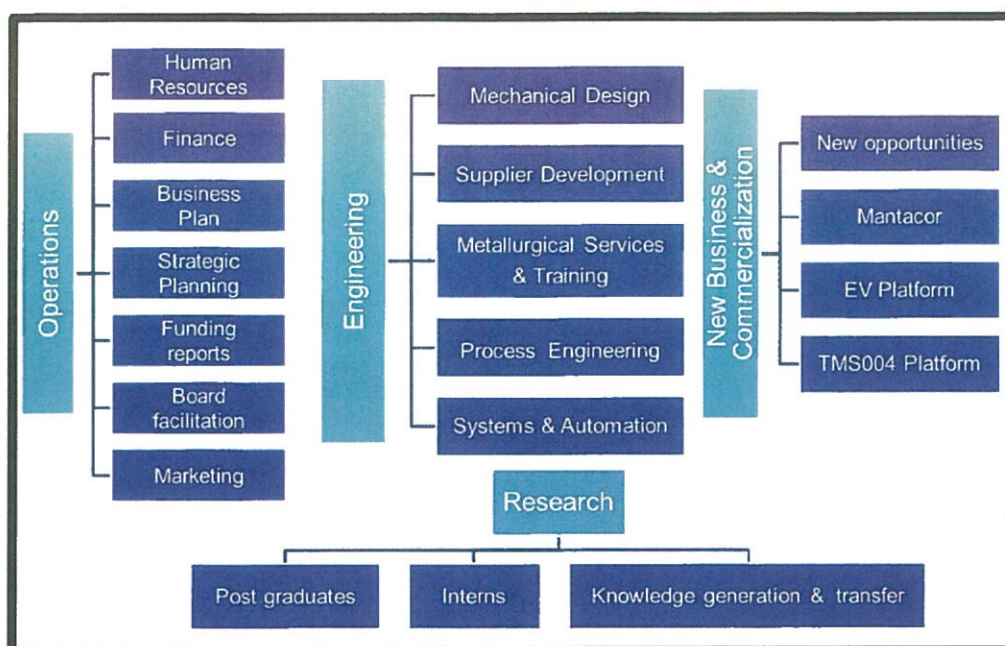 Operations
Human
Resources
Finance
Business
Plan
Strategic
Planning
Funding
reports
Board
facilitation
Marketing
Engineering
Mechanical Design
Supplier Development
Metallurgical Services
& Training
Process Engineering
Systems & Automation
New Business &
Commercialization
New opportunities
Mantacor
EV Platform
TMS004 Platform
Research
Post graduates
Interns
Knowledge generation & transfer